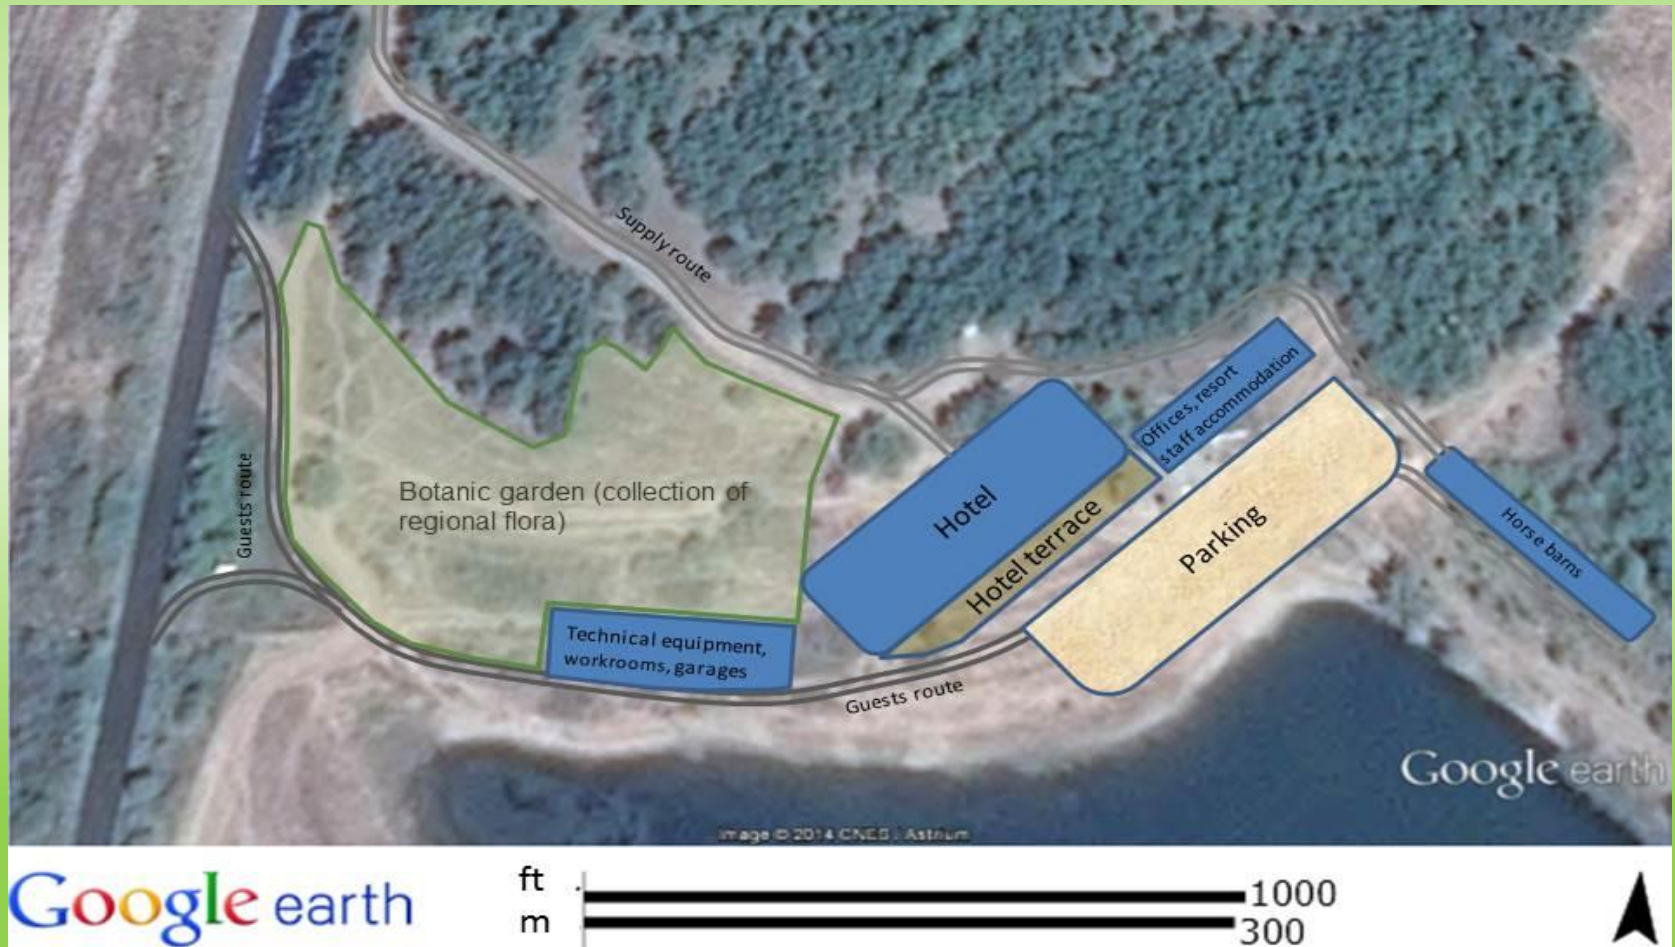 Supply route
Offices, resort
staff accommodation
Guests route
Botanic garden (collection of
regional flora)
Hotel
Hotel terrace
Parking
Horse barns
Technical equipment,
workrooms, garages
Guests route
Google earth
Image © 2014 CNES / Astrium
Google earth
ft
1000
m
300